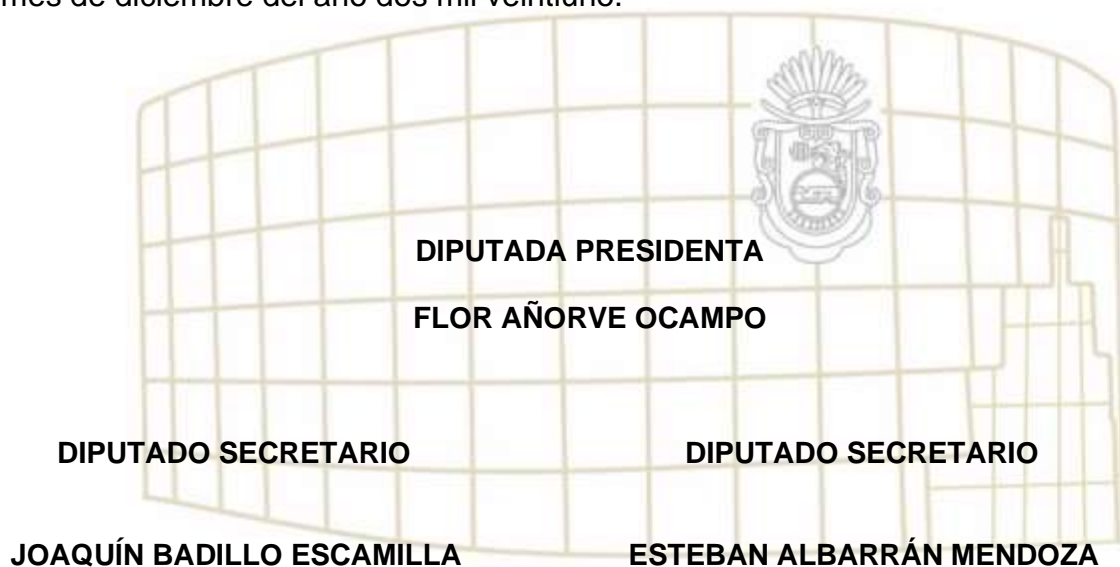 mes de diciembre del año dos mil veintiuno.
DIPUTADA PRESIDENTA
FLOR AÑORVE OCAMPO
DIPUTADO SECRETARIO DIPUTADO SECRETARIO
JOAQUÍN BADILLO ESCAMILLA ESTEBAN ALBARRÁN MENDOZA